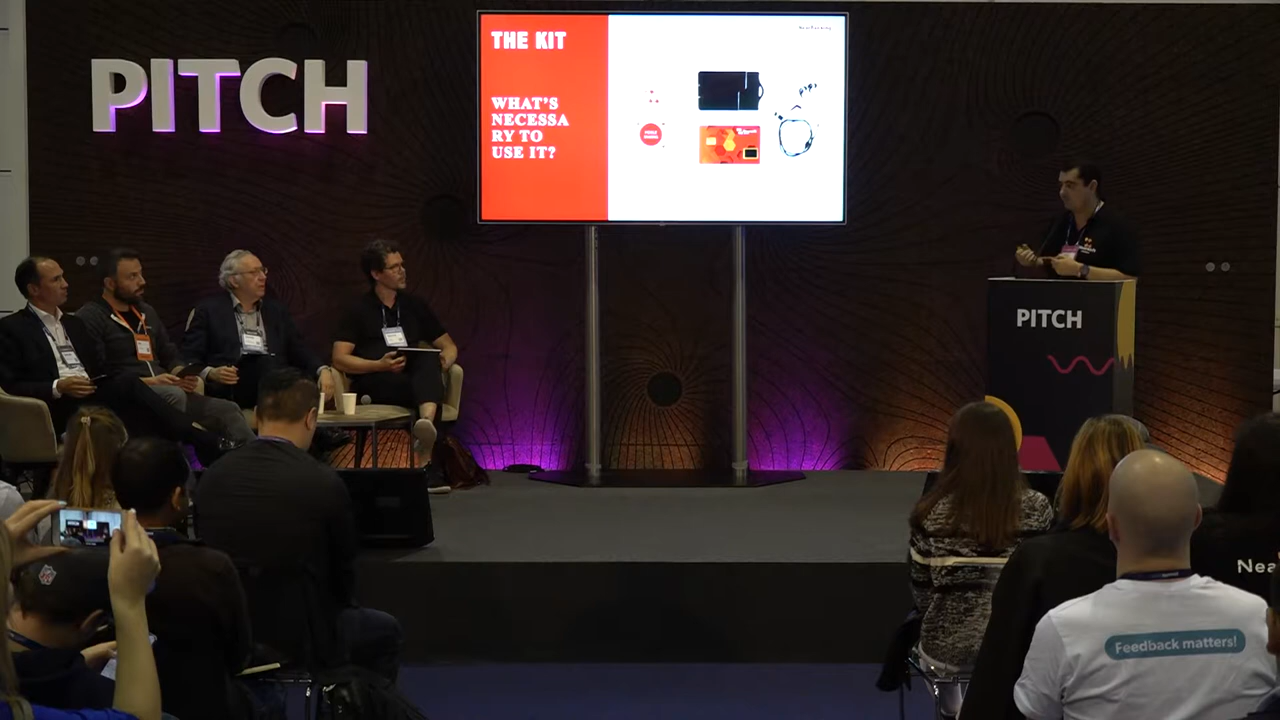 PITCH
THE KIT
WHAT'S
NECESSA
RY TO
USE IT?
PITCH
Nea
Feedback matters!